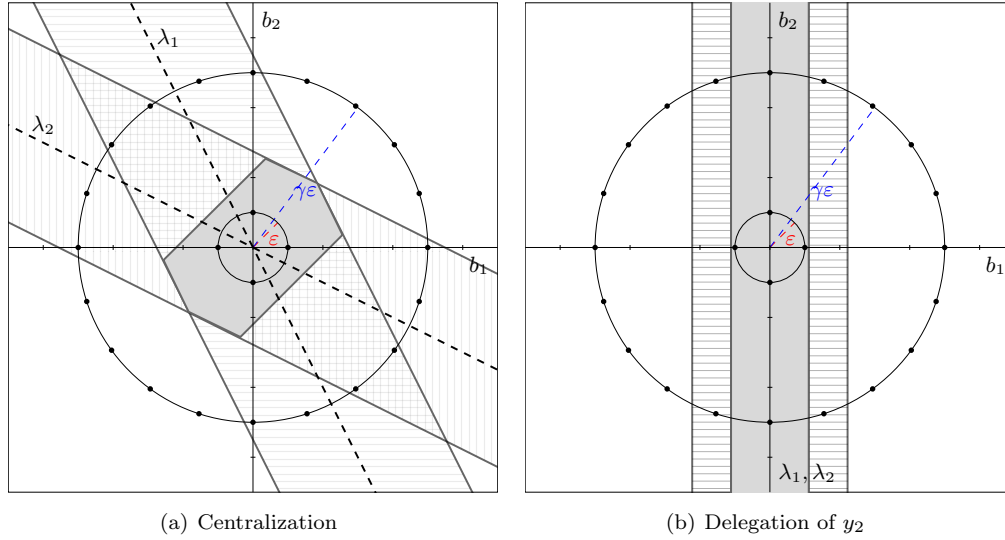 b₂
λ₁
λ₂
γε
ε
b₁
(a) Centralization
b₂
γε
ε
b₁
λ₁, λ₂
(b) Delegation of y₂